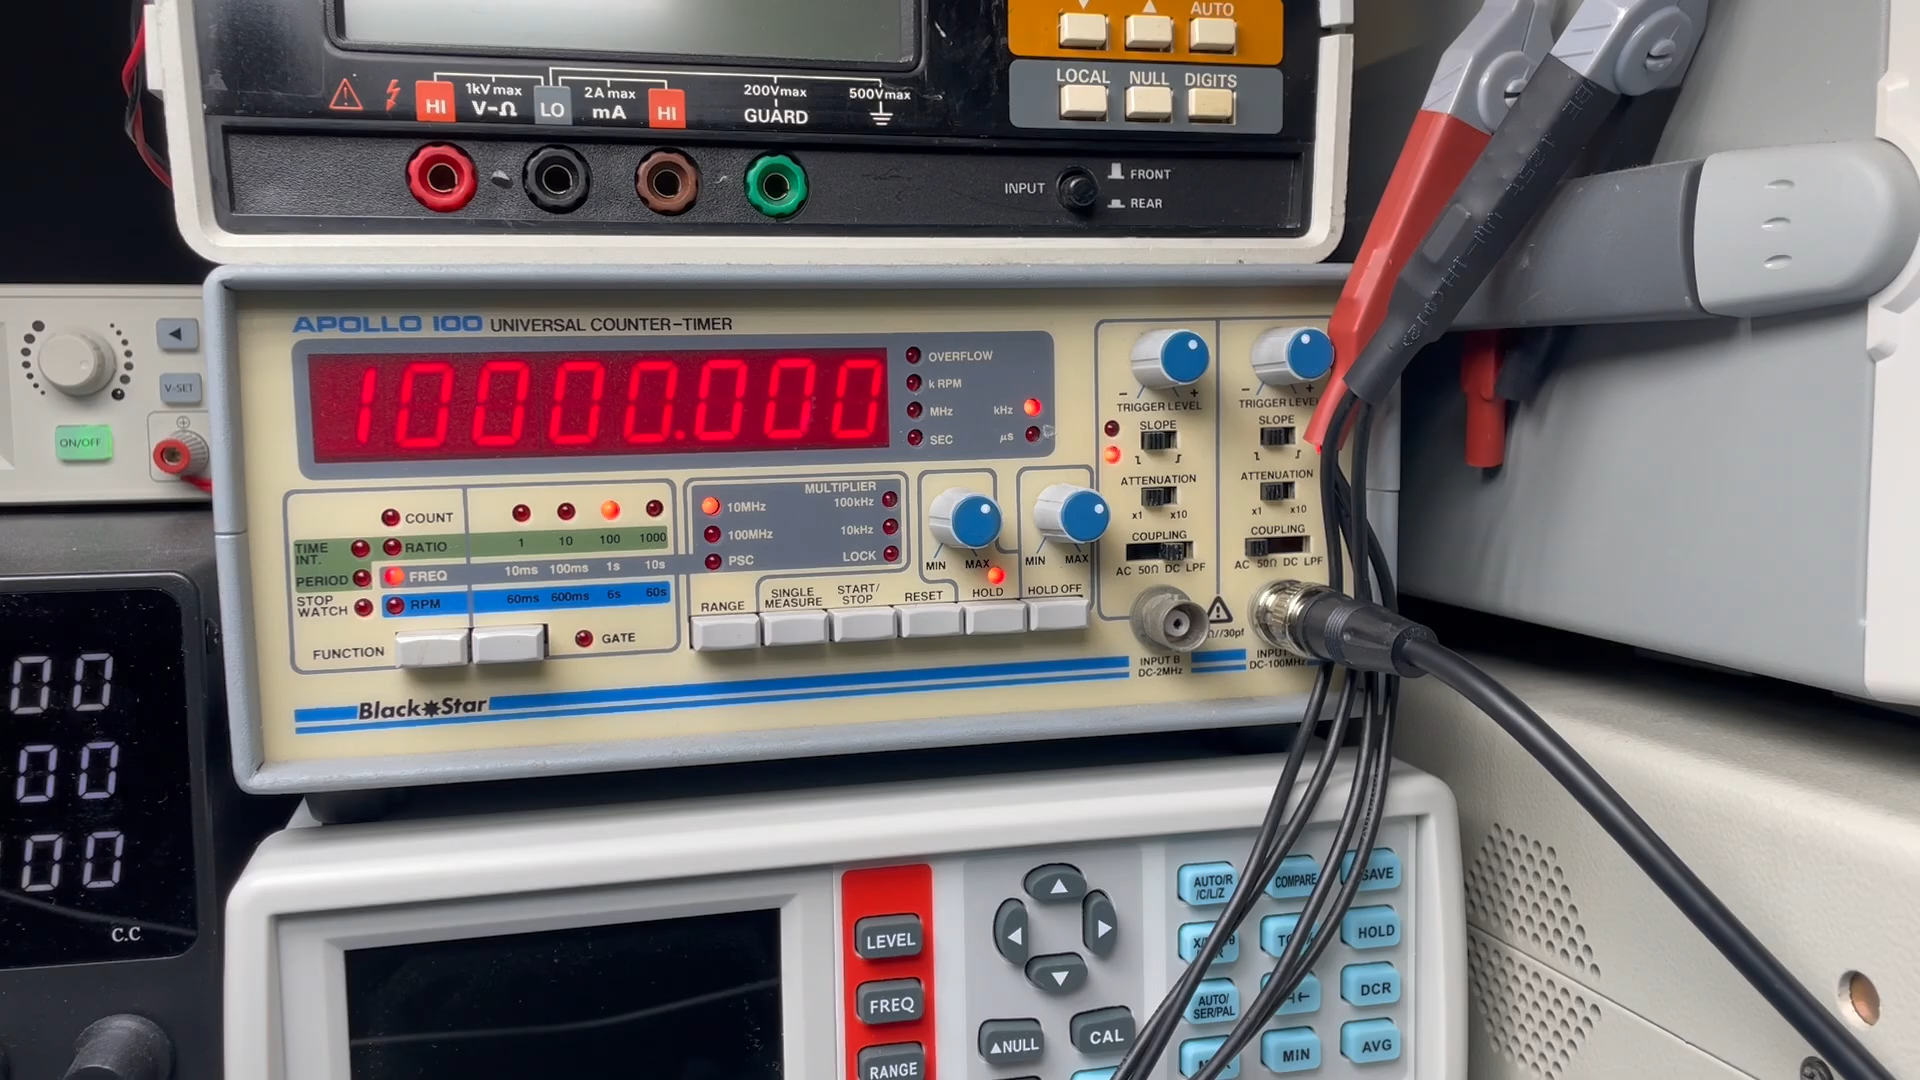 AUTO
LOCAL NULL DIGITS
HI
1kVmax
V-Ω
LO
2A max
mA
HI
200Vmax
GUARD
500Vmax
INPUT
FRONT
REAR
V-SET
ON/OFF
APOLLO 100 UNIVERSAL COUNTER-TIMER
10000.000
OVERFLOW
k RPM
MHz
SEC
kHz
µs
TRIGGER LEVEL
SLOPE
ATTENUATION
x1 x10
COUPLING
AC 50Ω DC LPF
INPUT B
DC-2MHz
TRIGGER LEVEL
SLOPE
ATTENUATION
x1 x10
COUPLING
AC 50Ω DC LPF
Ω//30pf
INPUT
DC-100MHz
COUNT
TIME INT.
RATIO
1 10 100 1000
PERIOD
FREQ
10ms 100ms 1s 10s
STOP WATCH
RPM
60ms 600ms 6s 60s
FUNCTION
GATE
MULTIPLIER
10MHz
100kHz
100MHz
10kHz
PSC
LOCK
MIN MAX
MIN MAX
RANGE
SINGLE MEASURE
START/STOP
RESET
HOLD
HOLD OFF
Black Star
00
00
00
C.C
LEVEL
FREQ
RANGE
▲NULL
CAL
AUTO/R
/C/L/Z
COMPARE
SAVE
HOLD
AUTO/
SER/PAL
DCR
MIN
AVG